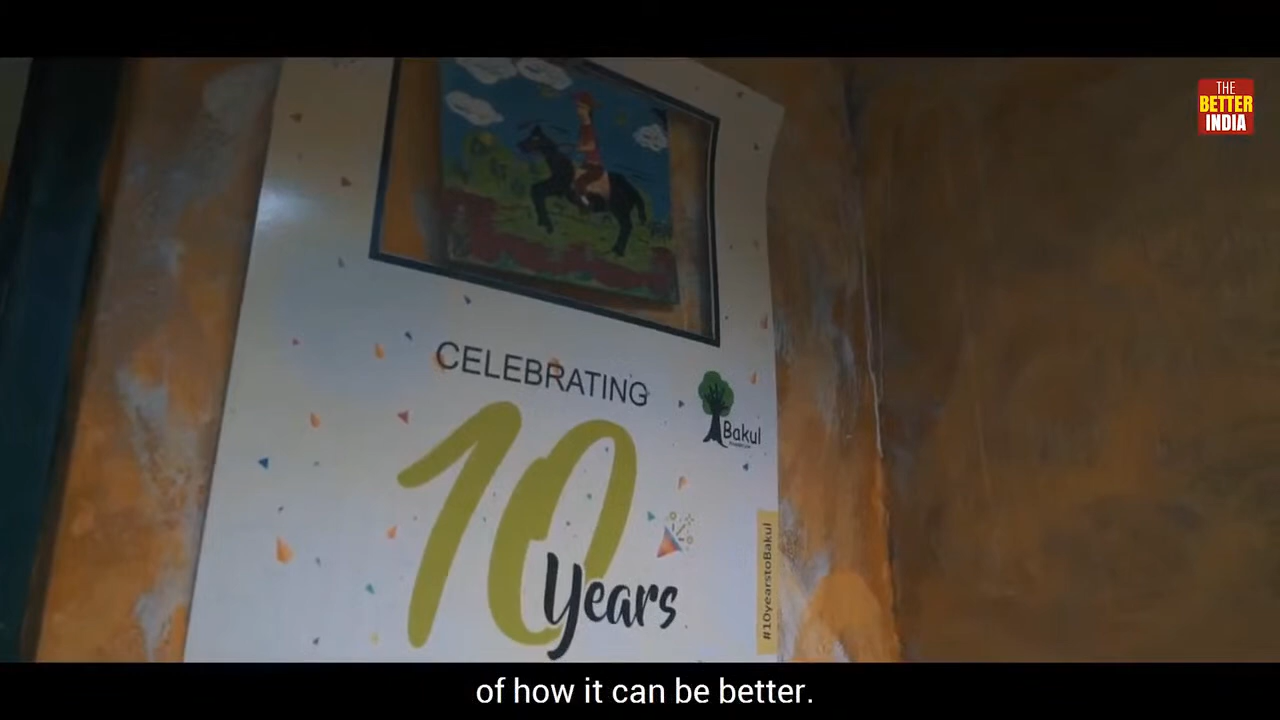 THE
BETTER
INDIA
CELEBRATING
10
Years
Bakul
#10yearstoBakul
of how it can be better.